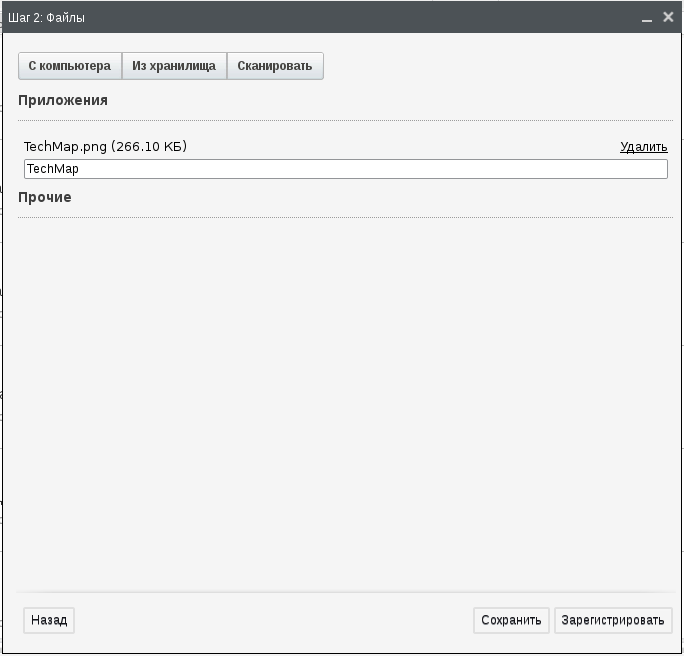 Шаг 2: Файлы
С компьютера Из хранилища Сканировать
Приложения
TechMap.png (266.10 КБ) Удалить
TechMap
Прочие
Назад Сохранить Зарегистрировать